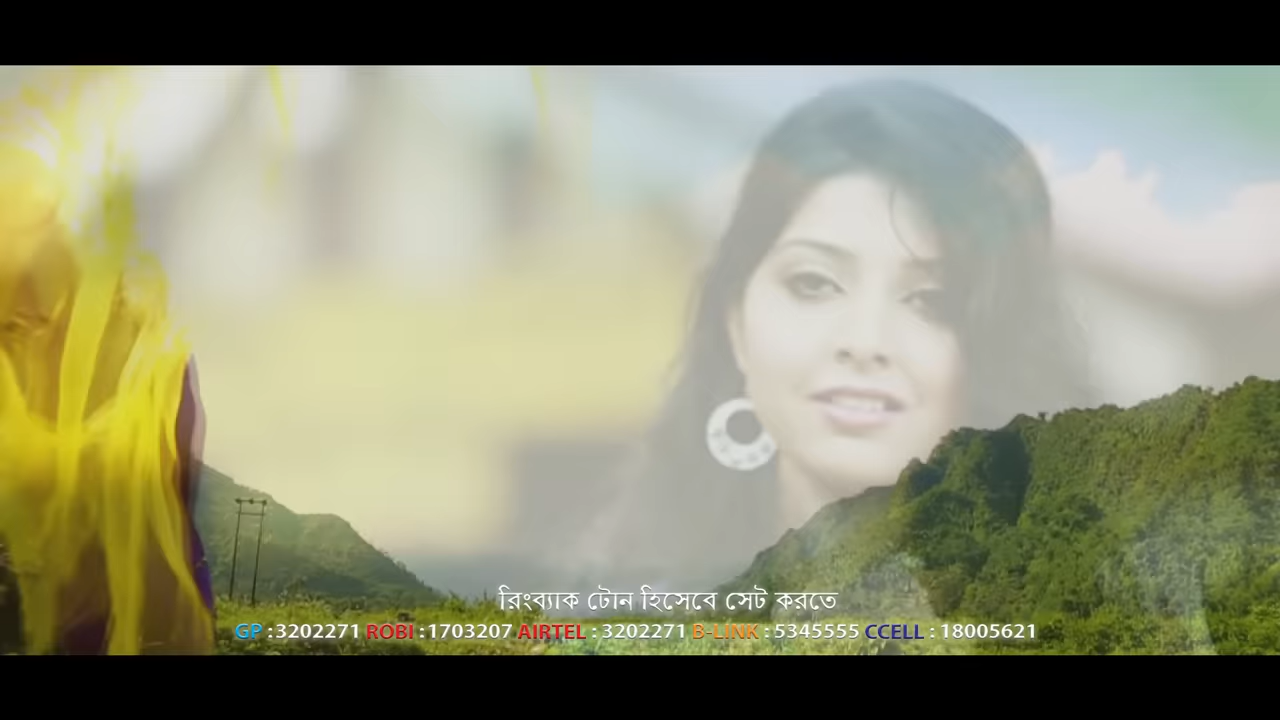 রিংব্যাক টোন হিসেবে সেট করতে
GP : 3202271 ROBI : 1703207 AIRTEL : 3202271 B-LINK : 5345555 CCELL : 18005621